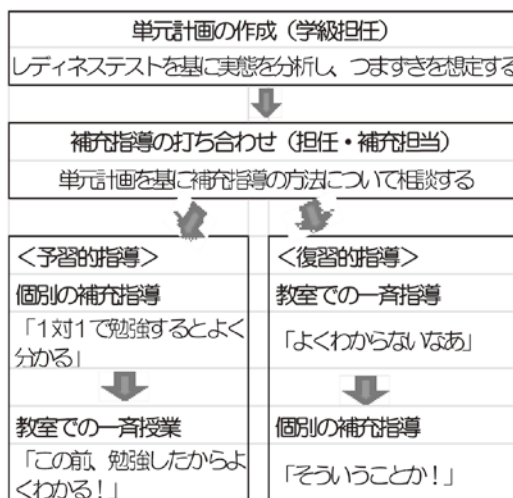 単元計画の作成（学級担任）
レディネステストを基に実態を分析し、つまずきを想定する
補充指導の打ち合わせ（担任・補充担当）
単元計画を基に補充指導の方法について相談する
＜予習的指導＞
個別の補充指導
「１対１で勉強するとよく
分かる」
教室での一斉授業
「この前、勉強したからよ
くわかる！」
＜復習的指導＞
教室での一斉指導
「よくわからないなあ」
個別の補充指導
「そういうことか！」